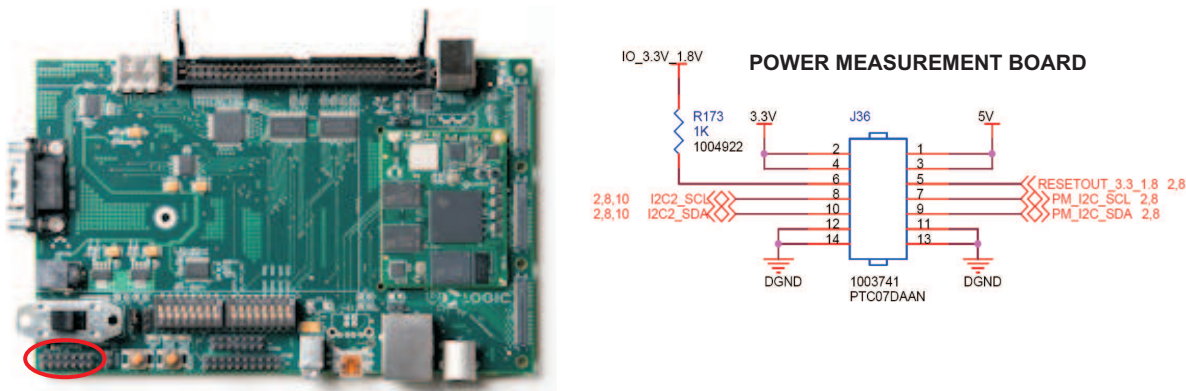 LOGIC
POWER MEASUREMENT BOARD
IO_3.3V_1.8V
R173
1K
1004922
3.3V
J36
5V
2
1
4
3
6
5
RESETOUT_3.3_1.8 2,8
2,8,10 I2C2_SCL
8
7
PM_I2C_SCL 2,8
2,8,10 I2C2_SDA
10
9
PM_I2C_SDA 2,8
12
11
14
13
DGND
1003741
PTC07DAAN
DGND